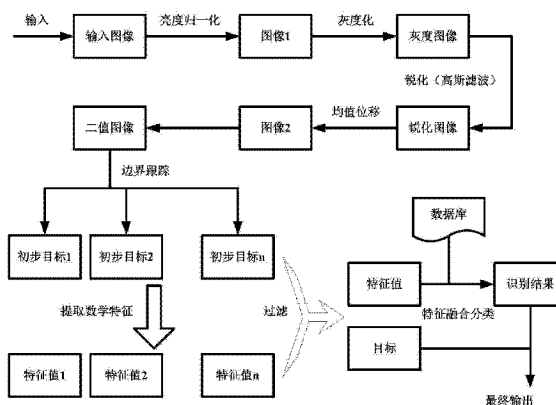 输入
输入图像
亮度归一化
图像1
灰度化
灰度图像
锐化（高斯滤波）
二值图像
图像2
均值位移
锐化图像
边界跟踪
初步目标1
初步目标2
初步目标n
数据库
特征值
识别结果
提取数学特征
过滤
特征融合分类
目标
特征值1
特征值2
特征值n
最终输出